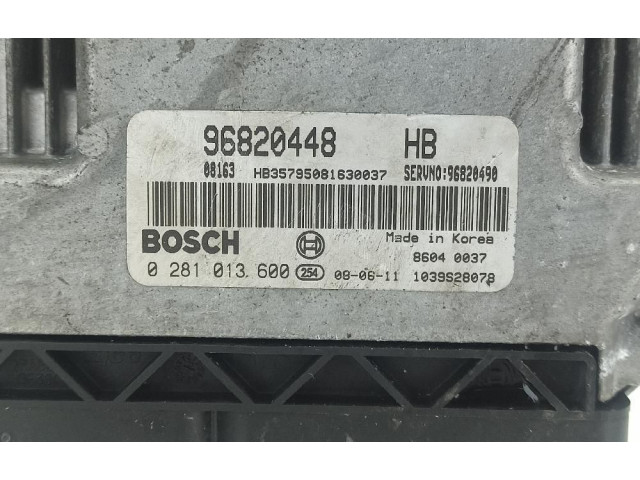 96820448 HB
08163 HB35795081630037 SERVNO:96820490
BOSCH Made in Korea
8604 0037
0 281 013 600 254 08-06-11 1039S28078